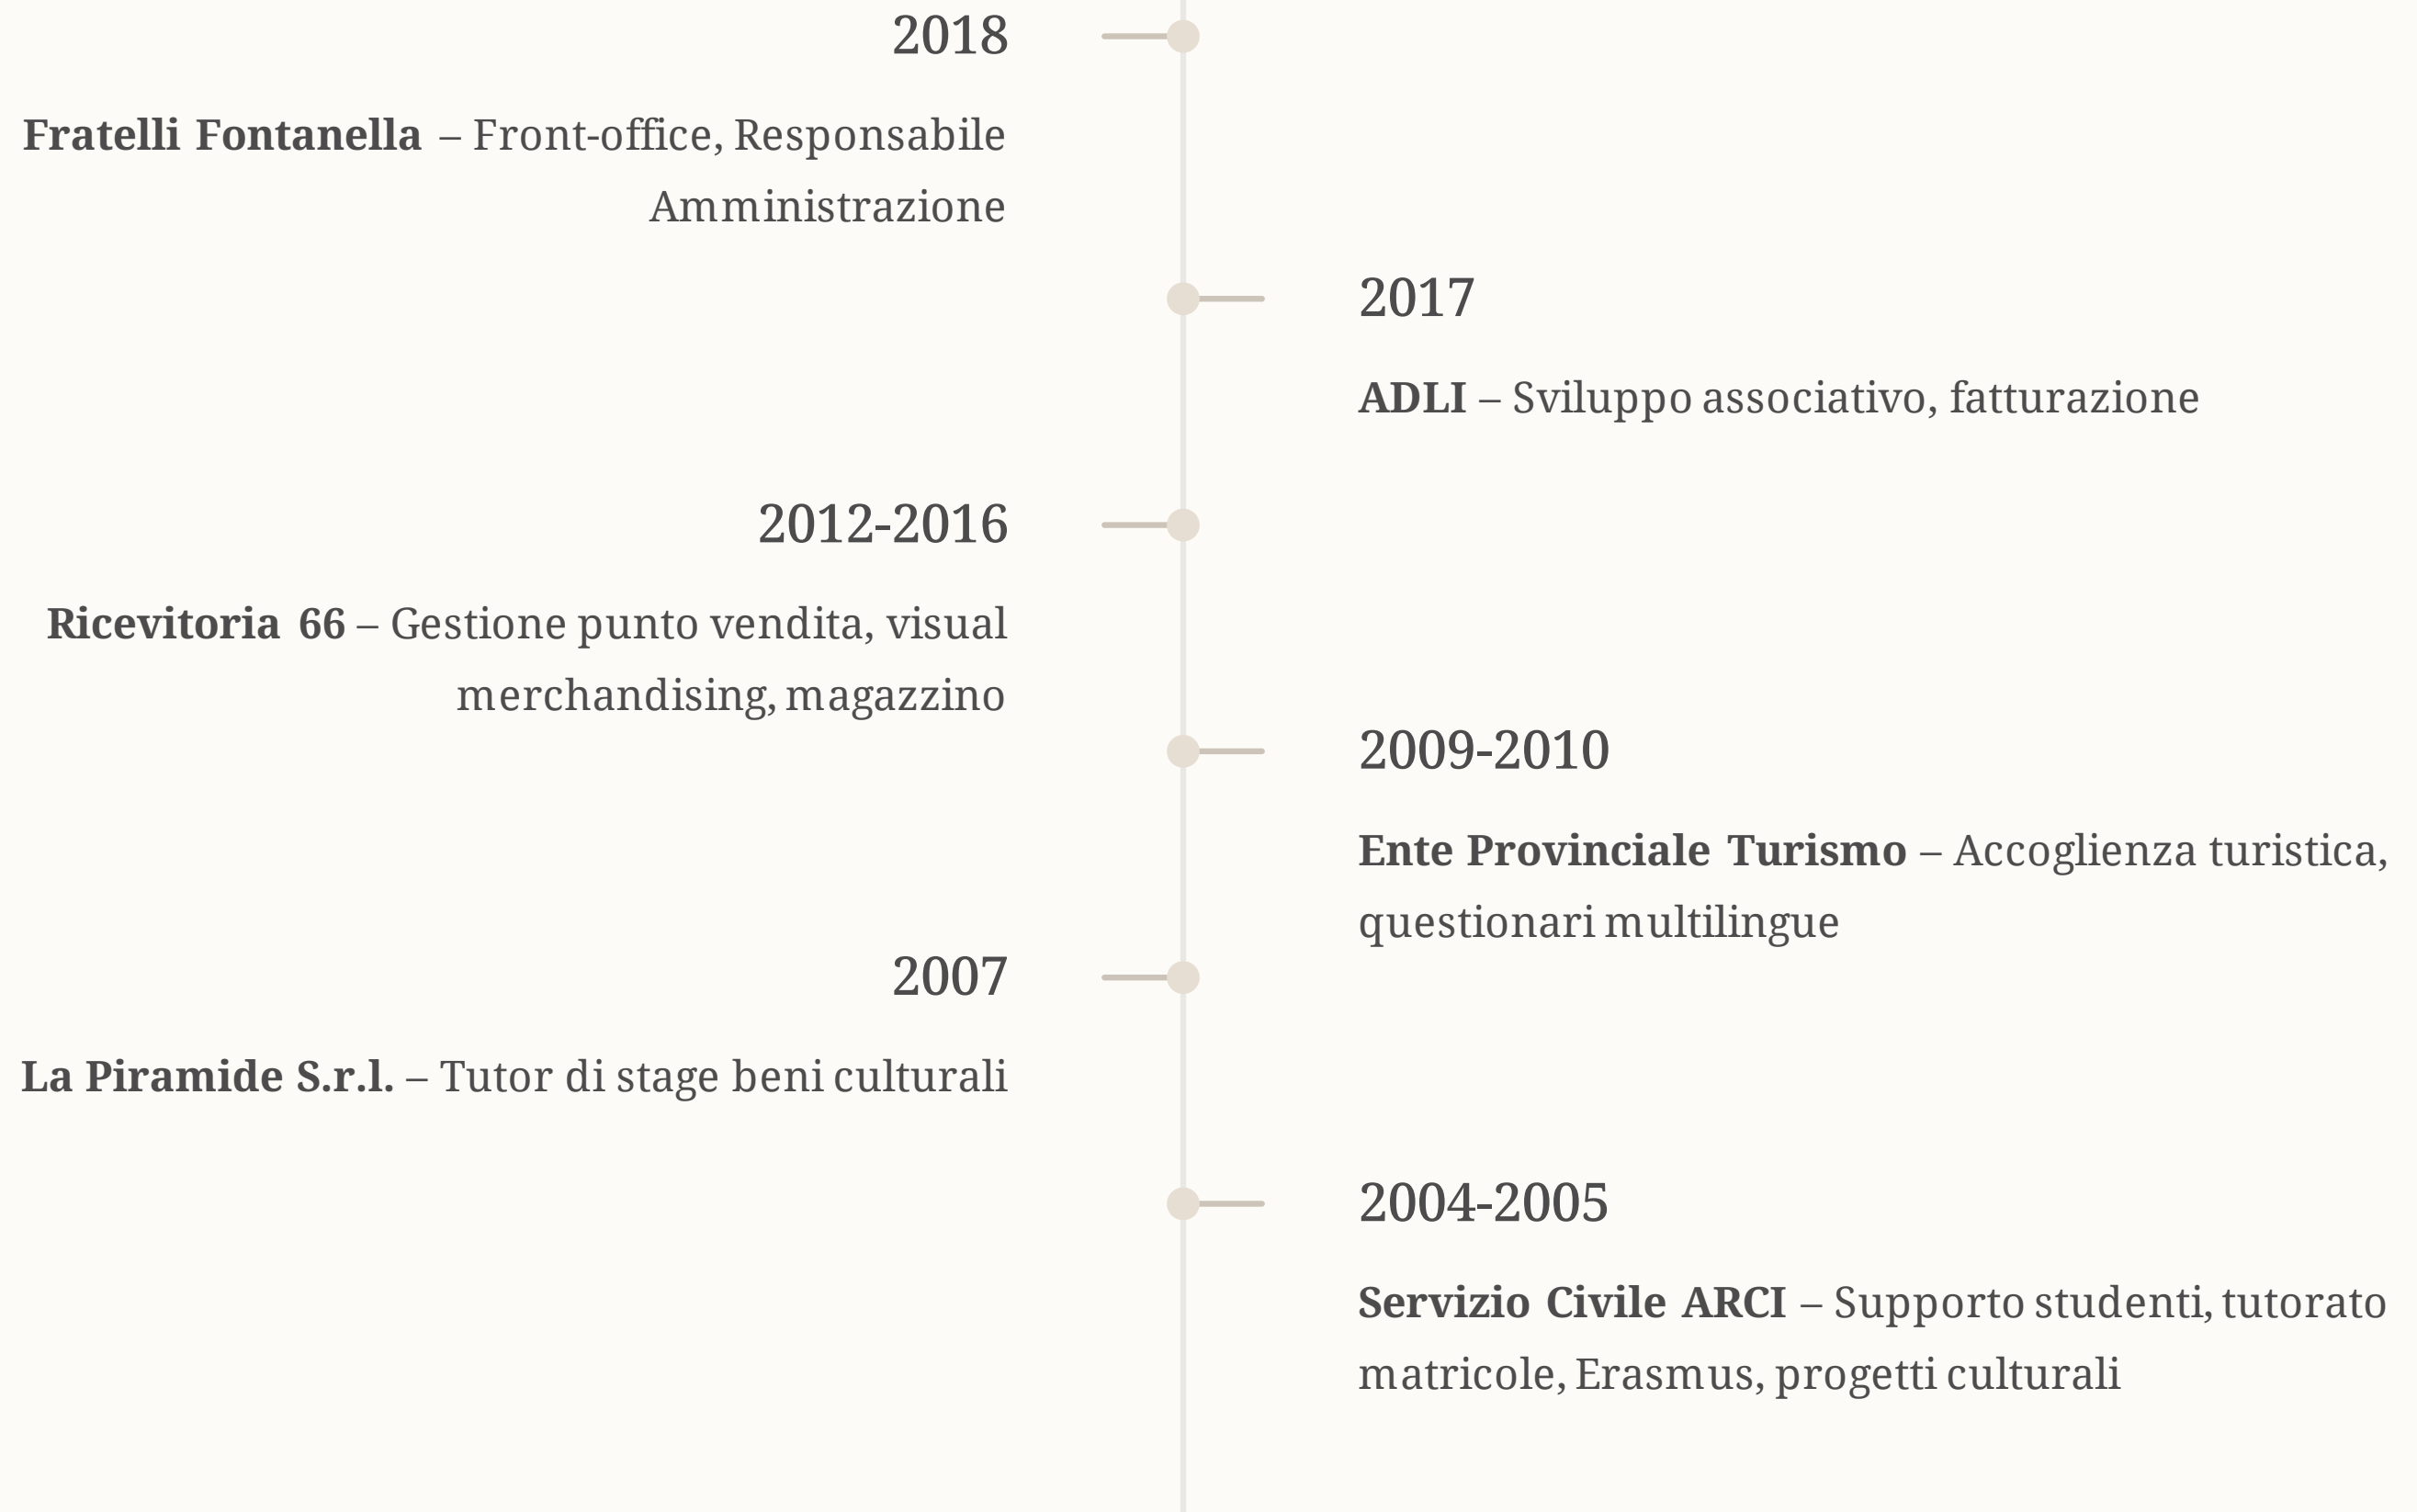 2018
Fratelli Fontanella – Front-office, Responsabile
Amministrazione
2017
ADLI – Sviluppo associativo, fatturazione
2012-2016
Ricevitoria 66 – Gestione punto vendita, visual
merchandising, magazzino
2009-2010
Ente Provinciale Turismo – Accoglienza turistica,
questionari multilingue
2007
La Piramide S.r.l. – Tutor di stage beni culturali
2004-2005
Servizio Civile ARCI – Supporto studenti, tutorato
matricole, Erasmus, progetti culturali